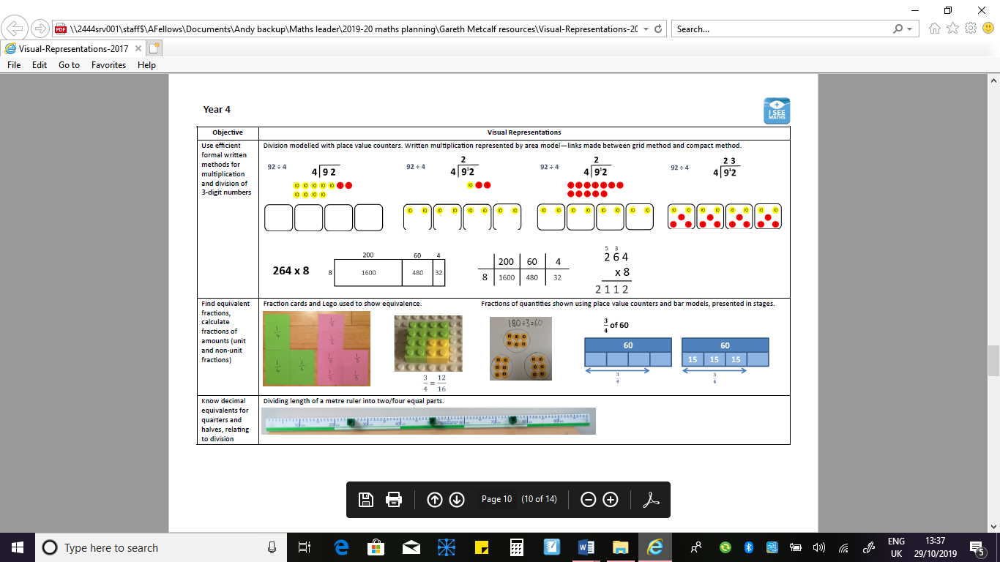 \\2444srv001\staff$\AFellows\Documents\Andy backup\Maths leader\2019-20 maths planning\Gareth Metcalf resources\Visual-Representations-20
Search...
Visual-Representations-2017
File Edit Go to Favorites Help
Year 4
I SEE
MATHS
Objective
Visual Representations
Use efficient
formal written
methods for
multiplication
and division of
3-digit numbers
Division modelled with place value counters. Written multiplication represented by area model—links made between grid method and compact method.
92 ÷ 4
4 9 2
92 ÷ 4
2
4 9 1 2
92 ÷ 4
2
4 9 1 2
92 ÷ 4
2 3
4 9 1 2
264 x 8
200 60 4
8 1600 480 32
200 60 4
8 1600 480 32
5 3
2 6 4
x 8
2 1 1 2
Find equivalent
fractions,
calculate
fractions of
amounts (unit
and non-unit
fractions)
Fraction cards and Lego used to show equivalence.
3/4 = 12/16
Fractions of quantities shown using place value counters and bar models, presented in stages.
180÷3=60
3/4 of 60
60
3/4
60
15 15 15
3/4
Know decimal
equivalents for
quarters and
halves, relating
to division
Dividing length of a metre ruler into two/four equal parts.
Page 10 (10 of 14)
Type here to search
ENG
UK
13:37
29/10/2019
5